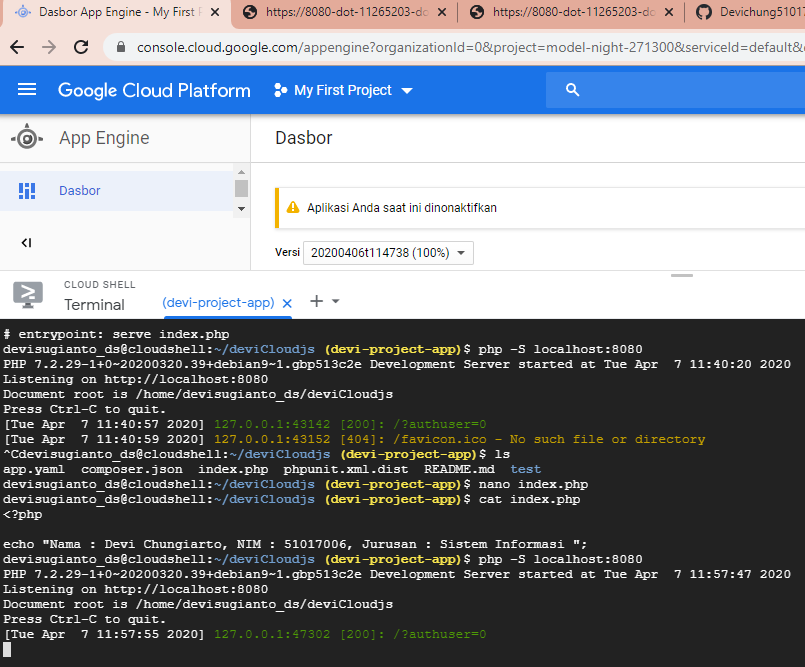 Dasbor App Engine - My First P
https://8080-dot-11265203-do
https://8080-dot-11265203-do
Devichung51017
console.cloud.google.com/appengine?organizationId=0&project=model-night-271300&serviceId=default&
Google Cloud Platform
My First Project
App Engine
Dasbor
Dasbor
Aplikasi Anda saat ini dinonaktifkan
Versi
20200406t114738 (100%)
CLOUD SHELL
Terminal
(devi-project-app)
# entrypoint: serve index.php
devisugianto_ds@cloudshell:~/deviCloudjs (devi-project-app)$ php -S localhost:8080
PHP 7.2.29-1+0~20200320.39+debian9~1.gbp513c2e Development Server started at Tue Apr  7 11:40:20 2020
Listening on http://localhost:8080
Document root is /home/devisugianto_ds/deviCloudjs
Press Ctrl-C to quit.
[Tue Apr  7 11:40:57 2020] 127.0.0.1:43142 [200]: /?authuser=0
[Tue Apr  7 11:40:59 2020] 127.0.0.1:43152 [404]: /favicon.ico - No such file or directory
^Cdevisugianto_ds@cloudshell:~/deviCloudjs (devi-project-app)$ ls
app.yaml  composer.json  index.php  phpunit.xml.dist  README.md  test
devisugianto_ds@cloudshell:~/deviCloudjs (devi-project-app)$ nano index.php
devisugianto_ds@cloudshell:~/deviCloudjs (devi-project-app)$ cat index.php
<?php
echo "Nama : Devi Chungiarto, NIM : 51017006, Jurusan : Sistem Informasi ";
devisugianto_ds@cloudshell:~/deviCloudjs (devi-project-app)$ php -S localhost:8080
PHP 7.2.29-1+0~20200320.39+debian9~1.gbp513c2e Development Server started at Tue Apr  7 11:57:47 2020
Listening on http://localhost:8080
Document root is /home/devisugianto_ds/deviCloudjs
Press Ctrl-C to quit.
[Tue Apr  7 11:57:55 2020] 127.0.0.1:47302 [200]: /?authuser=0